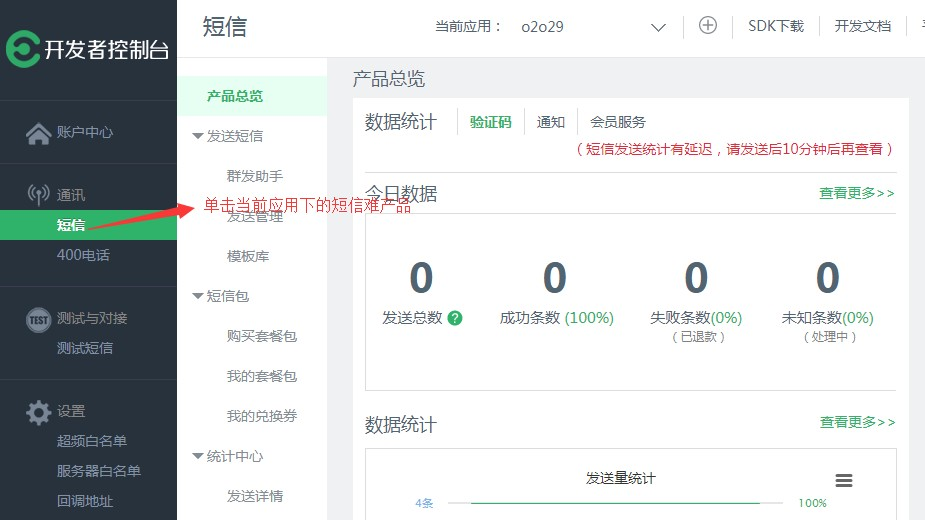 开发者控制台
账户中心
通讯
短信
400电话
TEST
测试与对接
测试短信
设置
超频白名单
服务器白名单
回调地址
短信
当前应用： o2o29
SDK下载
开发文档
产品总览
发送短信
群发助手
单击当前应用下的短信难产品
发送管理
模板库
短信包
购买套餐包
我的套餐包
我的兑换券
统计中心
发送详情
产品总览
数据统计
验证码
通知
会员服务
（短信发送统计有延迟，请发送后10分钟后再查看）
今日数据
查看更多>>
0
发送总数 ?
0
成功条数 (100%)
0
失败条数(0%)
（已退款）
0
未知条数(0%)
（处理中）
数据统计
查看更多>>
发送量统计
4条
100%